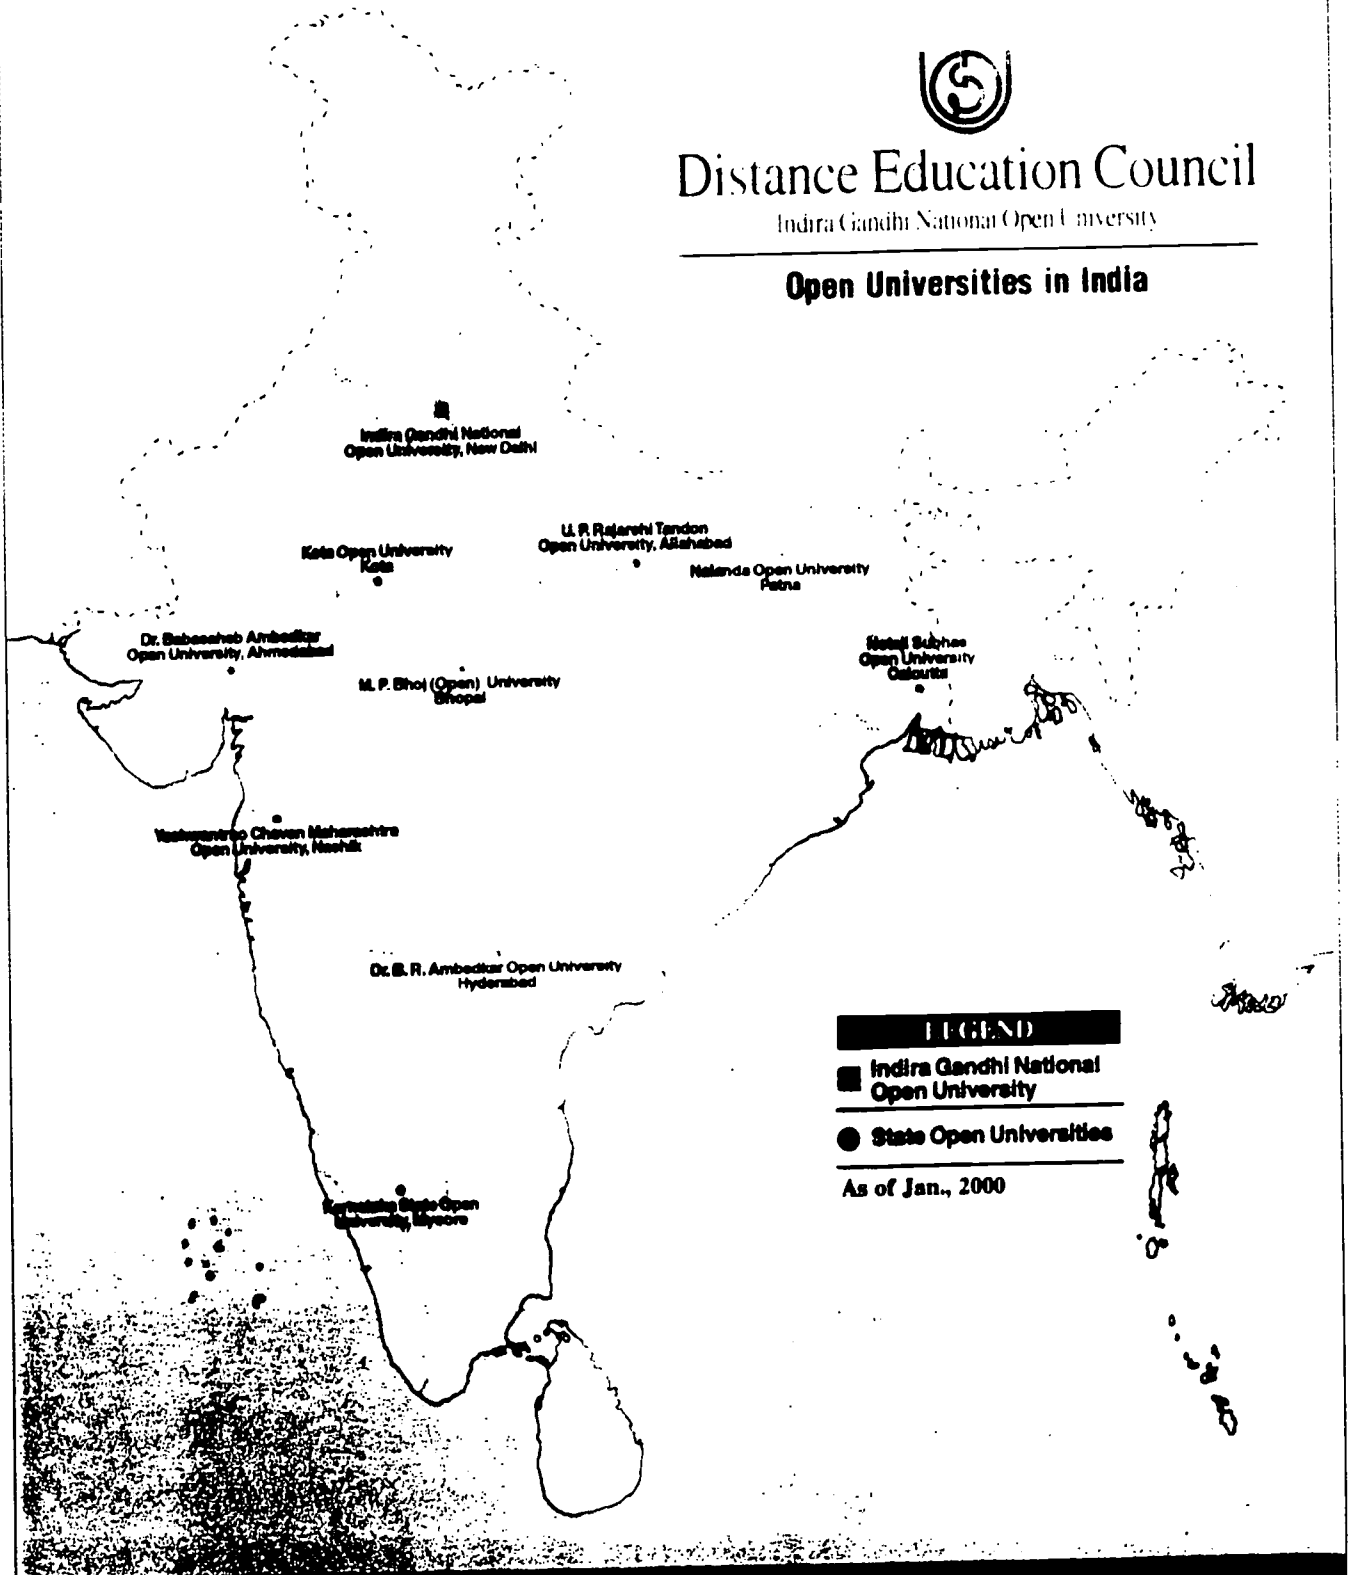 Distance Education Council
Indira Gandhi National Open University
Open Universities in India
Indira Gandhi National
Open University, New Delhi
U. P. Rajarshi Tandon
Open University, Allahabad
Kota Open University
Kota
Nalanda Open University
Patna
Dr. Babasaheb Ambedkar
Open University, Ahmedabad
Netaji Subhas
Open University
Calcutta
M. P. Bhoj (Open) University
Bhopal
Yashwantrao Chavan Maharashtra
Open University, Nashik
Dr. B. R. Ambedkar Open University
Hyderabad
LEGEND
Indira Gandhi National
Open University
State Open Universities
As of Jan., 2000
Karnataka State Open
University, Mysore